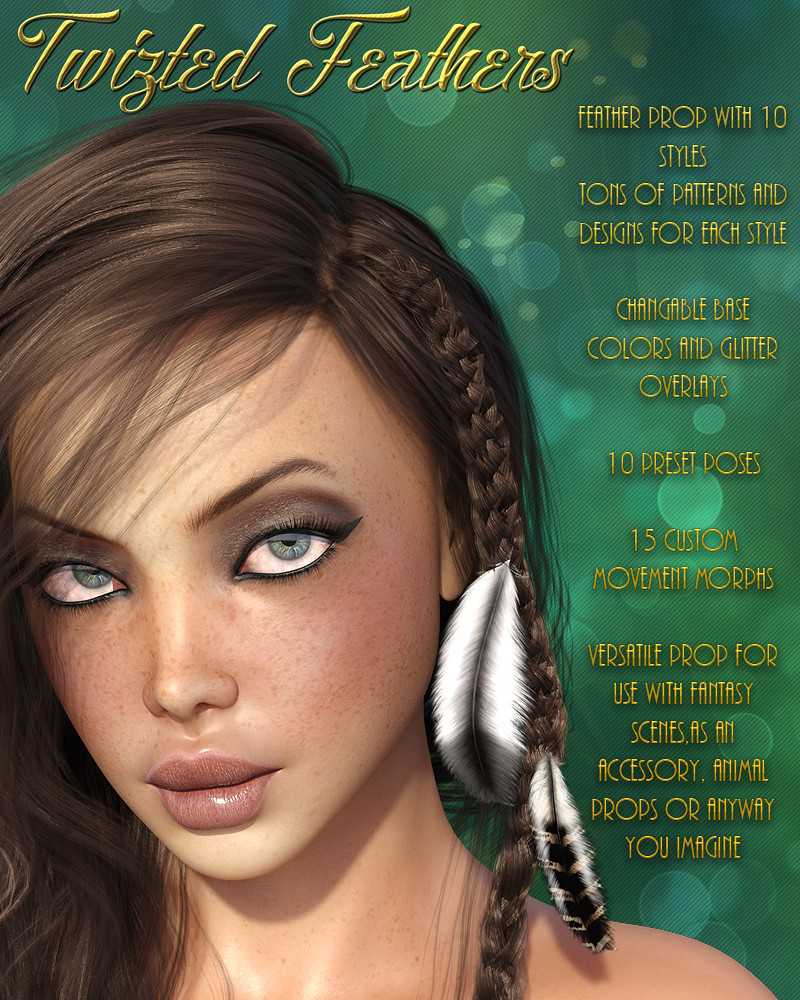 Twizted Feathers
FEATHER PROP WITH 10
STYLES
TONS OF PATTERNS AND
DESIGNS FOR EACH STYLE
CHANGABLE BASE
COLORS AND GLITTER
OVERLAYS
10 PRESET POSES
15 CUSTOM
MOVEMENT MORPHS
VERSATILE PROP FOR
USE WITH FANTASY
SCENES,AS AN
ACCESSORY, ANIMAL
PROPS OR ANYWAY
YOU IMAGINE